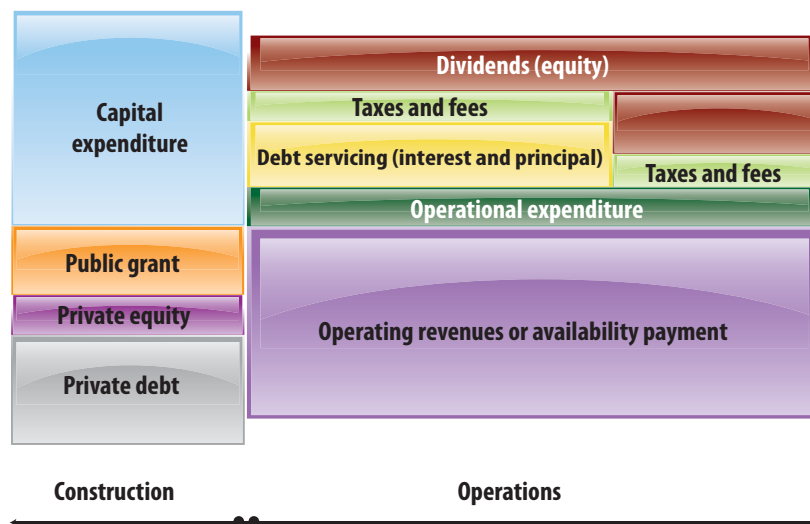 Capital
expenditure
Public grant
Private equity
Private debt
Dividends (equity)
Taxes and fees
Debt servicing (interest and principal)
Taxes and fees
Operational expenditure
Operating revenues or availability payment
Construction
Operations